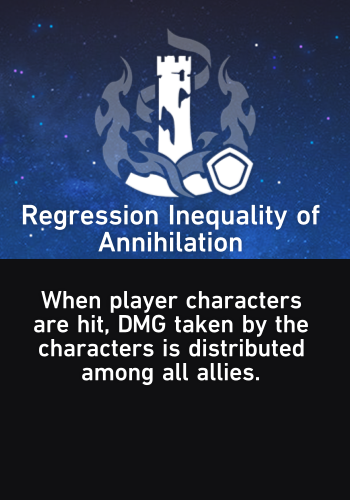 Regression Inequality of
Annihilation
When player characters
are hit, DMG taken by the
characters is distributed
among all allies.